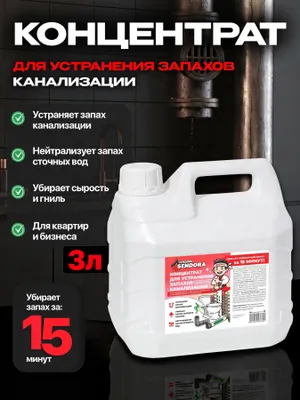 КОНЦЕНТРАТ
ДЛЯ УСТРАНЕНИЯ ЗАПАХОВ
КАНАЛИЗАЦИИ
Устраняет запах
канализации
Нейтрализует запах
сточных вод
Убирает сырость и
гниль
Для квартир
и бизнеса
3л
Убирает
запах за:
15
минут
SENDORA
КОНЦЕНТРАТ
ДЛЯ УСТРАНЕНИЯ
ЗАПАХОВ
КАНАЛИЗАЦИИ